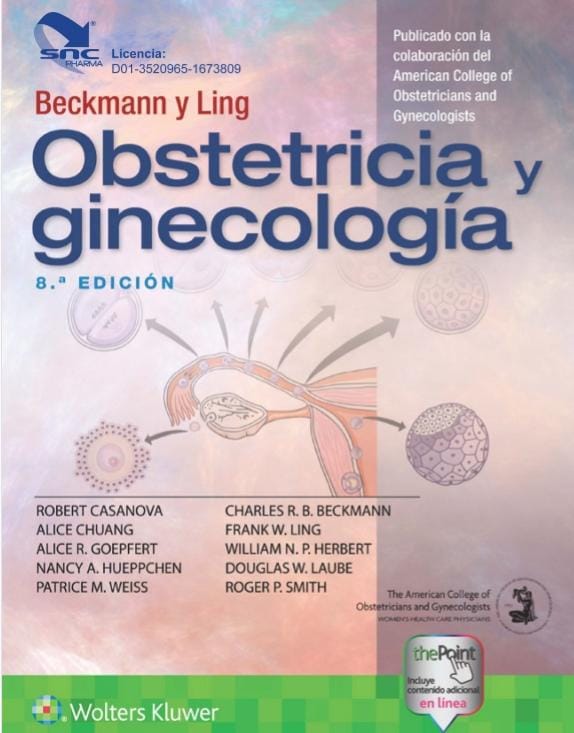 snc
PHARMA
Licencia:
D01-3520965-1673809
Publicado con la
colaboración del
American College of
Obstetricians and
Gynecologists
Beckmann y Ling
Obstetricia y
ginecología
8.ª EDICIÓN
ROBERT CASANOVA
ALICE CHUANG
ALICE R. GOEPFERT
NANCY A. HUEPPCHEN
PATRICE M. WEISS
CHARLES R. B. BECKMANN
FRANK W. LING
WILLIAM N. P. HERBERT
DOUGLAS W. LAUBE
ROGER P. SMITH
The American College of
Obstetricians and Gynecologists
WOMEN'S HEALTH CARE PHYSICIANS
thePoint
Incluye
contenido adicional
en línea
Wolters Kluwer